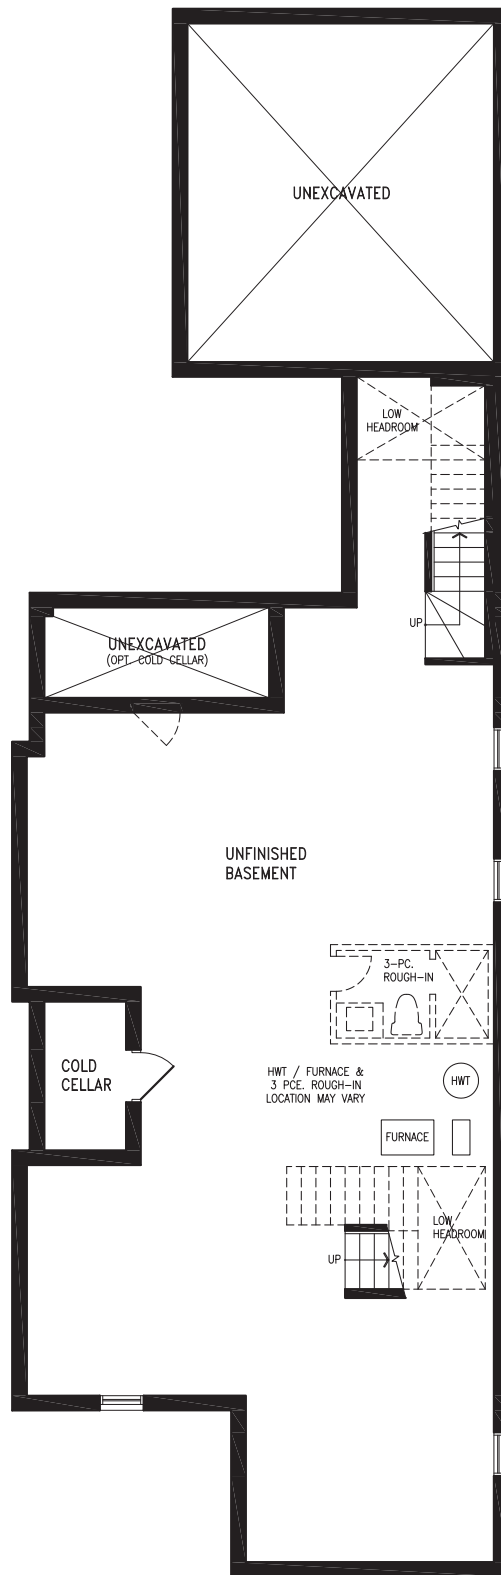 UNEXCAVATED
LOW
HEADROOM
UP
UNEXCAVATED
(OPT. COLD CELLAR)
UNFINISHED
BASEMENT
3-PC.
ROUGH-IN
COLD
CELLAR
HWT / FURNACE &
3 PCE. ROUGH-IN
LOCATION MAY VARY
HWT
FURNACE
LOW
HEADROOM
UP